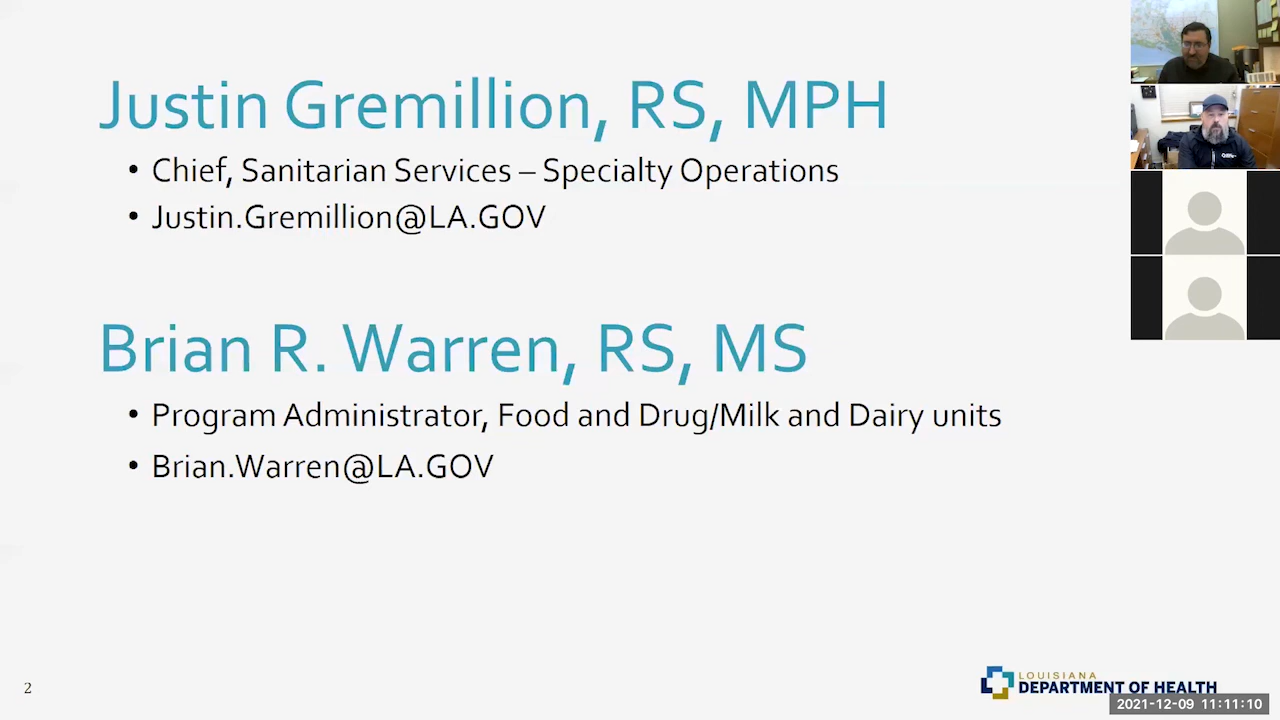 Justin Gremillion, RS, MPH
• Chief, Sanitarian Services – Specialty Operations
• Justin.Gremillion@LA.GOV
Brian R. Warren, RS, MS
• Program Administrator, Food and Drug/Milk and Dairy units
• Brian.Warren@LA.GOV
2
LOUISIANA
DEPARTMENT OF HEALTH
2021-12-09 11:11:10